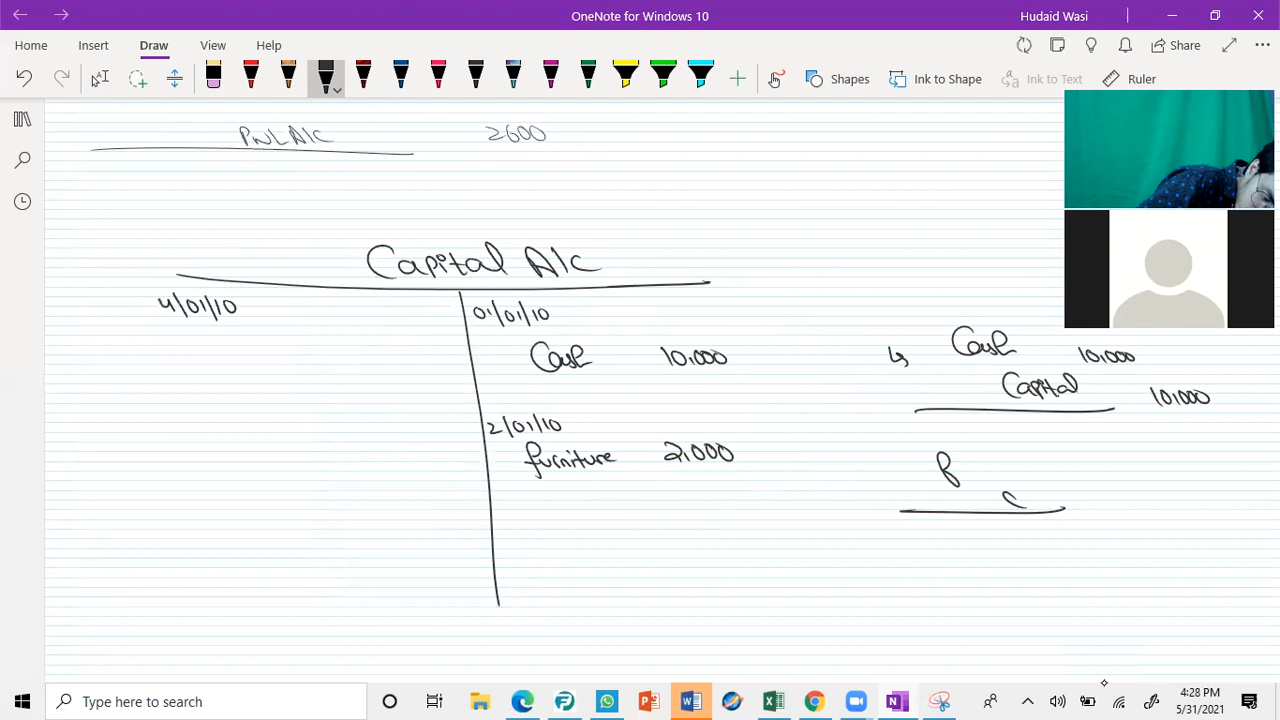 OneNote for Windows 10
Hudaid Wasi
Home Insert Draw View Help
Share
Shapes
Ink to Shape
Ink to Text
Ruler
PNL A/c 2600
Capital A/c
4/01/10
01/01/10
Cash 10,000
2/01/10
furniture 2,000
↳ Cash 10,000
Capital 10,000
f
C
Type here to search
4:28 PM
5/31/2021